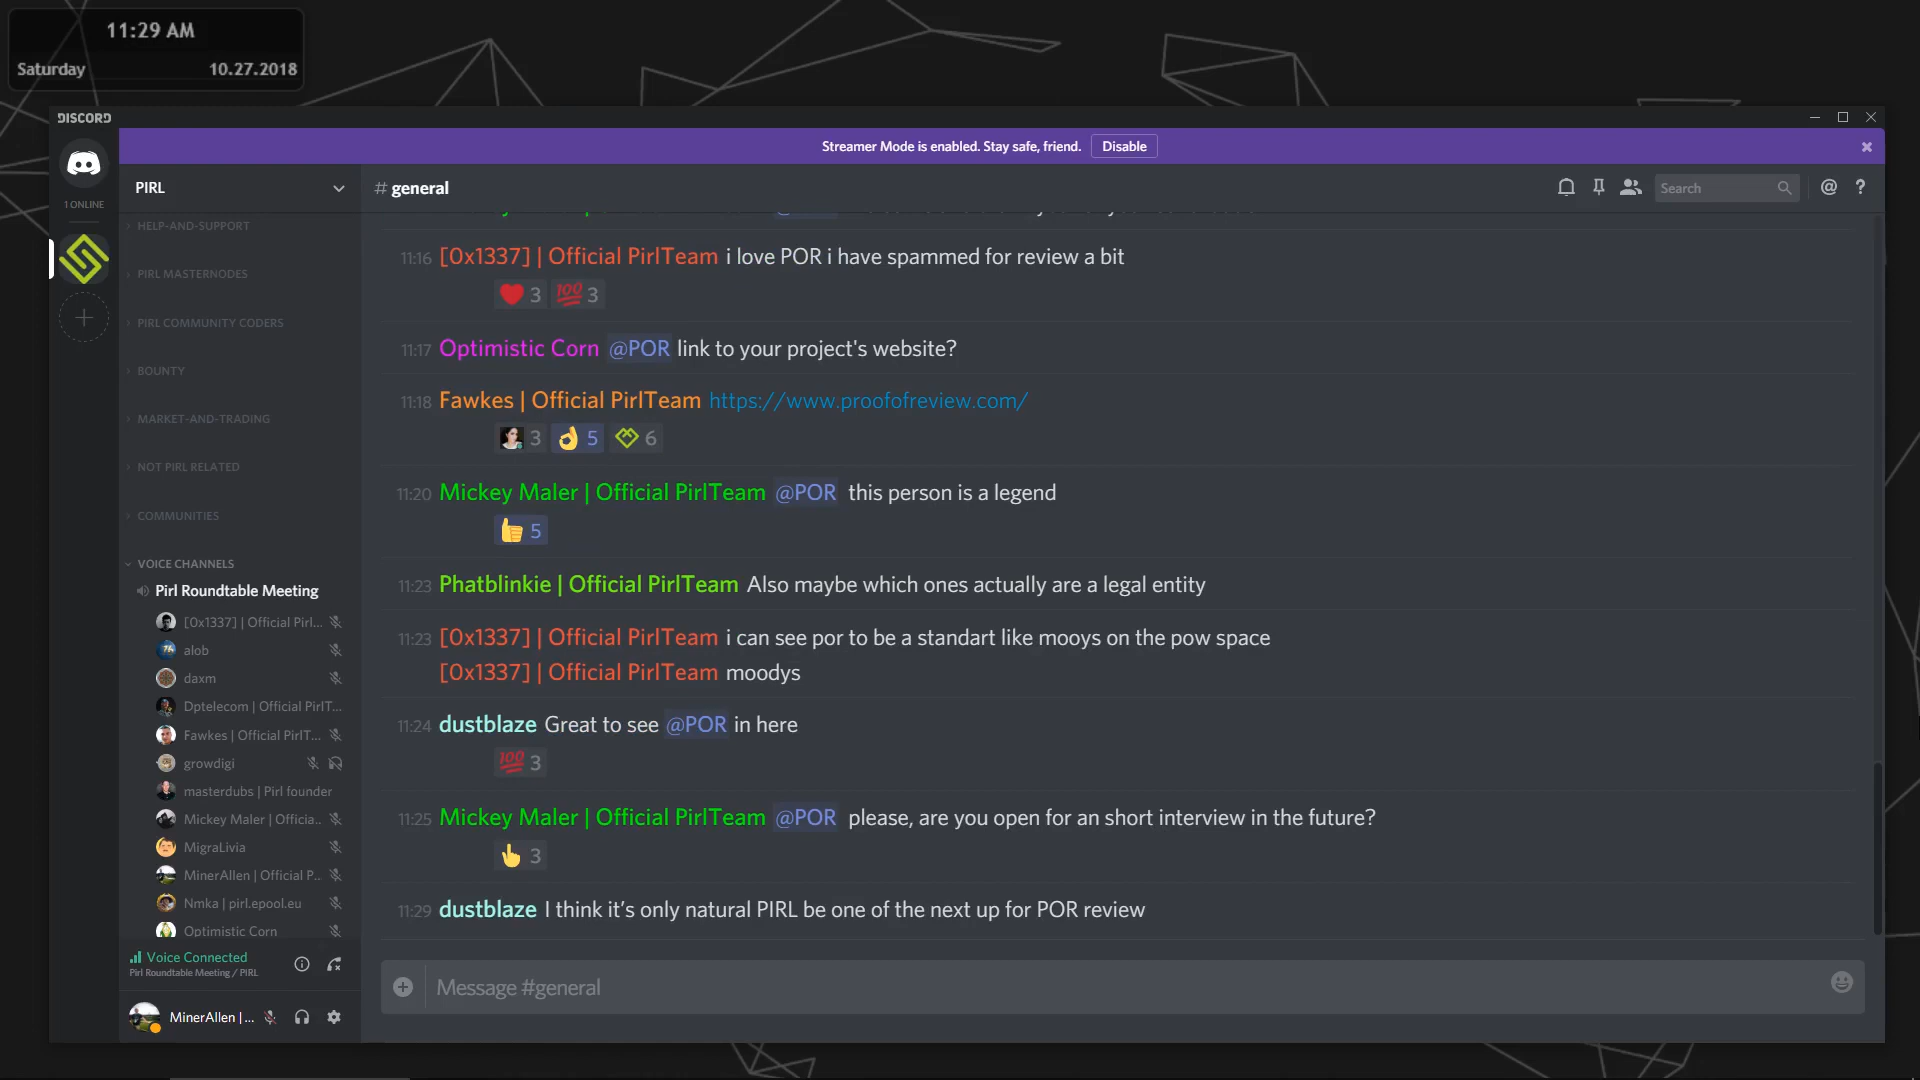 11:29 AM
Saturday 10.27.2018
DISCORD
Streamer Mode is enabled. Stay safe, friend. Disable
1 ONLINE
PIRL
# general
Search
@ ?
HELP-AND-SUPPORT
PIRL MASTERNODES
PIRL COMMUNITY CODERS
BOUNTY
MARKET-AND-TRADING
NOT PIRL RELATED
COMMUNITIES
VOICE CHANNELS
Pirl Roundtable Meeting
[0x1337] | Official Pirl...
alob
daxm
Dptelecom | Official PirlT...
Fawkes | Official PirlT...
growdigi
masterdubs | Pirl founder
Mickey Maler | Officia...
MigraLivia
MinerAllen | Official P...
Nmka | pirl.epool.eu
Optimistic Corn
Voice Connected
Pirl Roundtable Meeting / PIRL
MinerAllen |...
11:16 [0x1337] | Official PirlTeam i love POR i have spammed for review a bit
3 100 3
11:17 Optimistic Corn @POR link to your project's website?
11:18 Fawkes | Official PirlTeam https://www.proofofreview.com/
3 5 6
11:20 Mickey Maler | Official PirlTeam @POR this person is a legend
5
11:23 Phatblinkie | Official PirlTeam Also maybe which ones actually are a legal entity
11:23 [0x1337] | Official PirlTeam i can see por to be a standart like mooys on the pow space
[0x1337] | Official PirlTeam moodys
11:24 dustblaze Great to see @POR in here
100 3
11:25 Mickey Maler | Official PirlTeam @POR please, are you open for an short interview in the future?
3
11:29 dustblaze I think it's only natural PIRL be one of the next up for POR review
Message #general